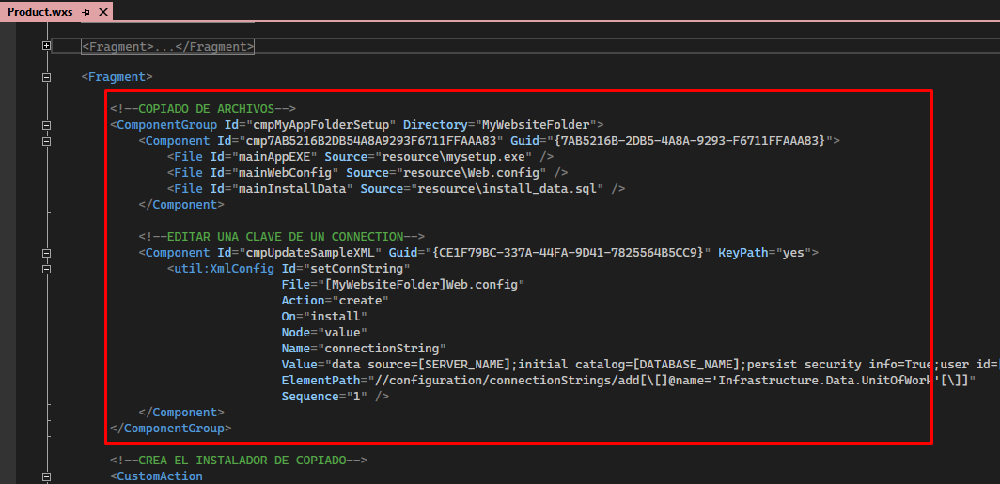 Product.wxs
<Fragment>...</Fragment>
<Fragment>
<!--COPIADO DE ARCHIVOS-->
<ComponentGroup Id="cmpMyAppFolderSetup" Directory="MyWebsiteFolder">
<Component Id="cmp7AB5216B2DB54A8A9293F6711FFAAA83" Guid="{7AB5216B-2DB5-4A8A-9293-F6711FFAAA83}">
<File Id="mainAppEXE" Source="resource\mysetup.exe" />
<File Id="mainWebConfig" Source="resource\Web.config" />
<File Id="mainInstallData" Source="resource\install_data.sql" />
</Component>
<!--EDITAR UNA CLAVE DE UN CONNECTION-->
<Component Id="cmpUpdateSampleXML" Guid="{CE1F79BC-337A-44FA-9D41-7825564B5CC9}" KeyPath="yes">
<util:XmlConfig Id="setConnString"
File="[MyWebsiteFolder]Web.config"
Action="create"
On="install"
Node="value"
Name="connectionString"
Value="data source=[SERVER_NAME];initial catalog=[DATABASE_NAME];persist security info=True;user id=[
ElementPath="//configuration/connectionStrings/add[\[]@name='Infrastructure.Data.UnitOfWork'[\]]"
Sequence="1" />
</Component>
</ComponentGroup>
<!--CREA EL INSTALADOR DE COPIADO-->
<CustomAction